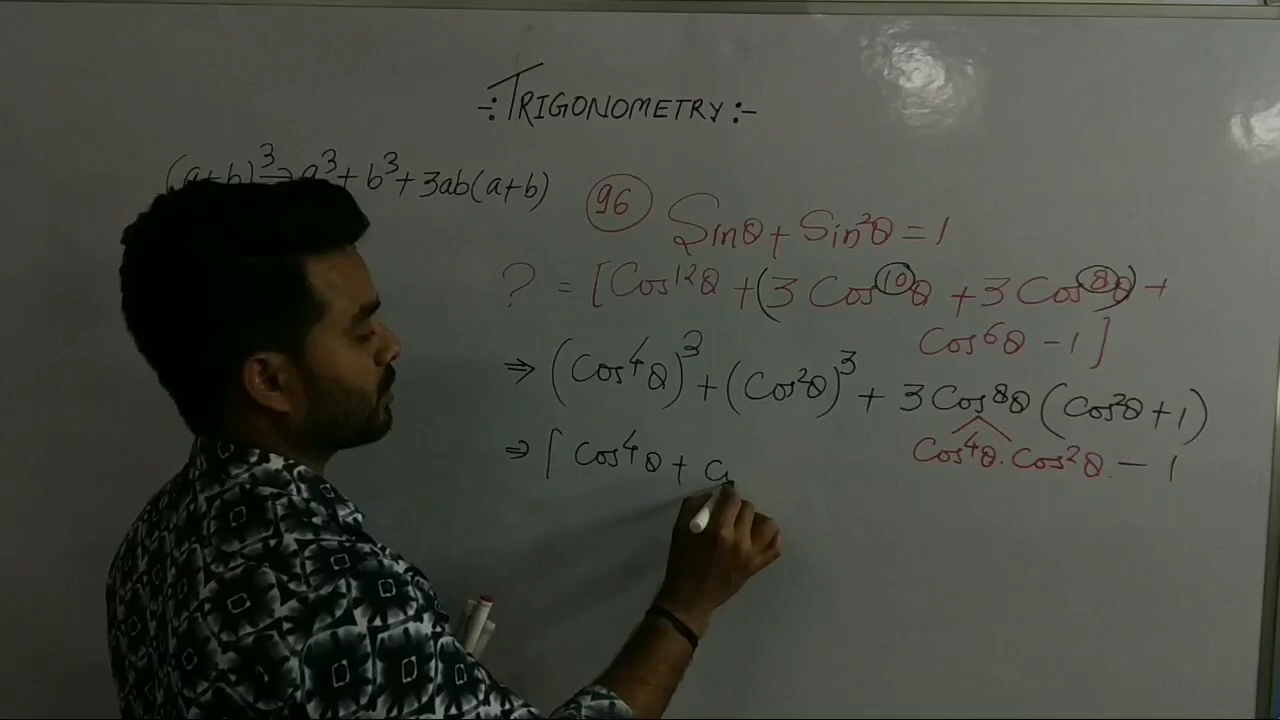 -: TRIGONOMETRY :-
(a+b)³ = a³ + b³ + 3ab(a+b)
96 Sinθ + Sin²θ = 1
? = [Cos¹²θ + (3 Cos¹⁰θ + 3 Cos⁸θ) +
Cos⁶θ - 1]
⇒ (Cos⁴θ)³ + (Cos²θ)³ + 3 Cos⁸θ (Cos²θ + 1)
⇒ [Cos⁴θ + C
Cos⁴θ. Cos²θ. - 1